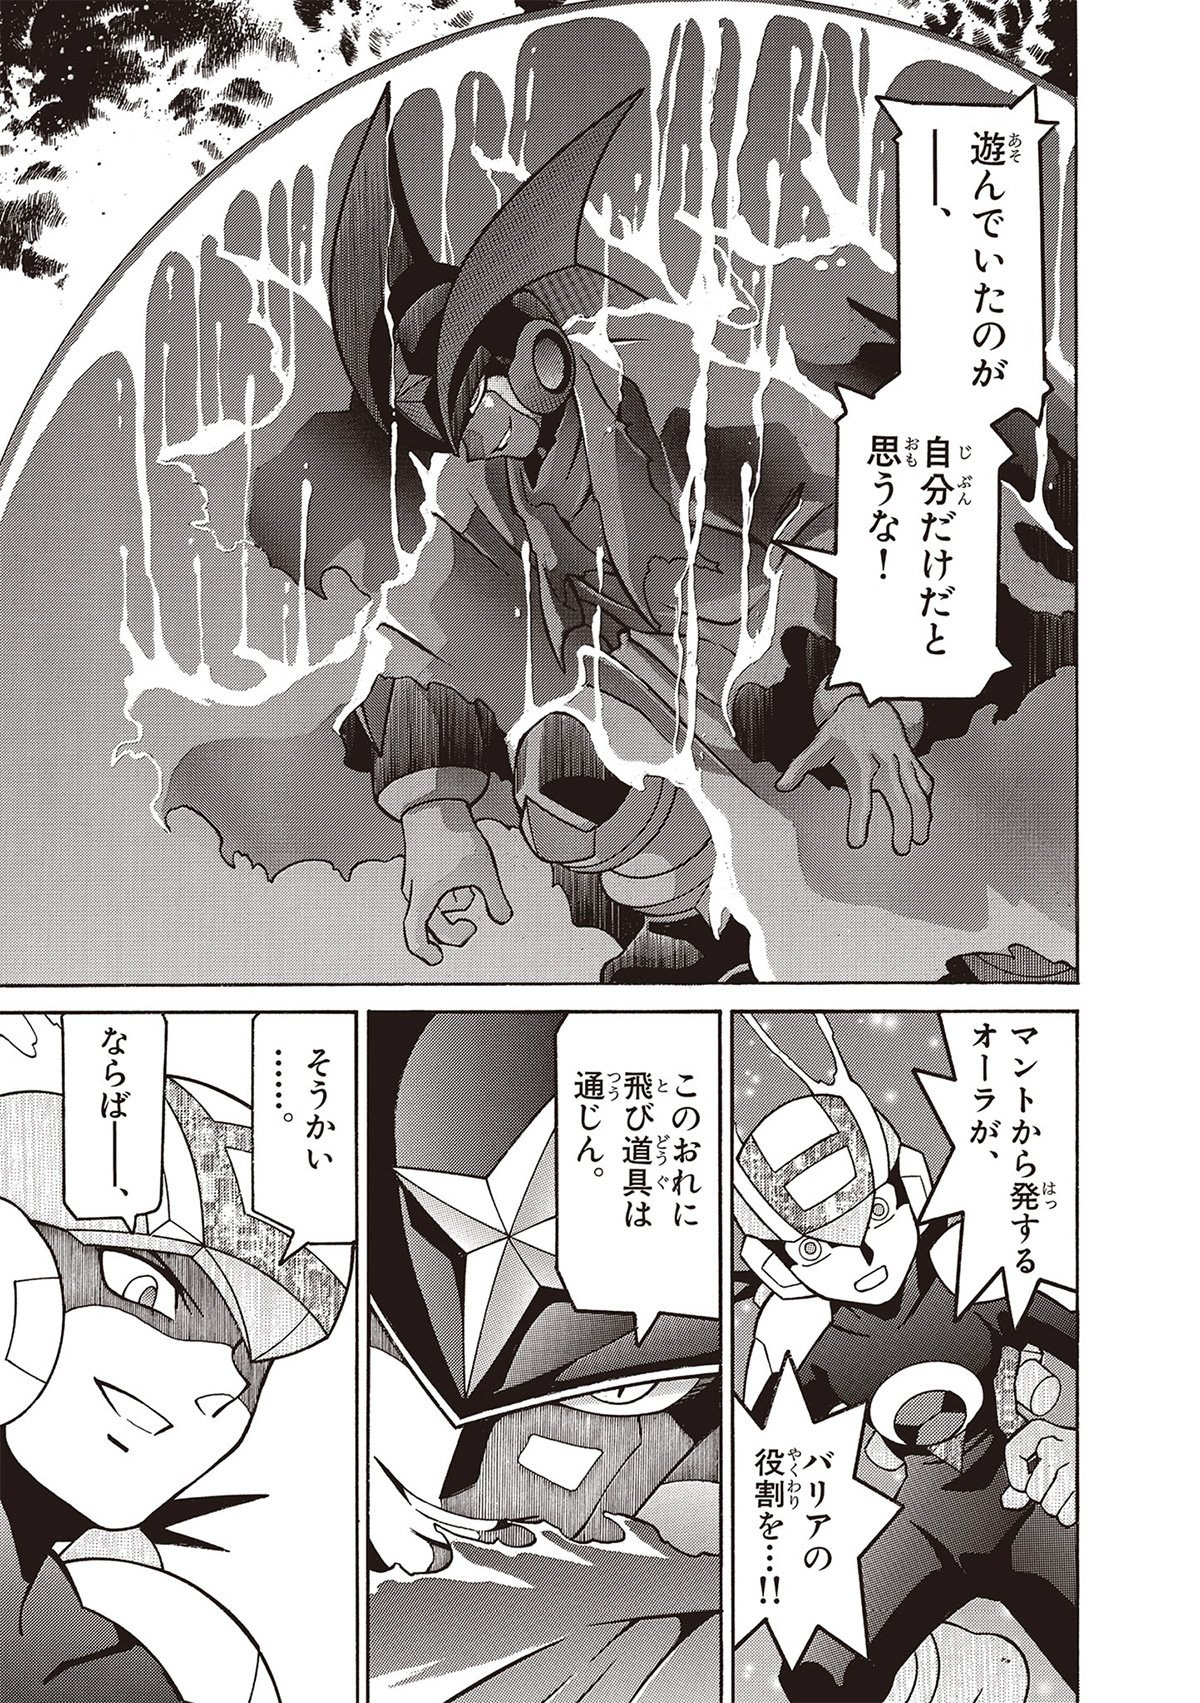 遊んでいたのが
──、
自分だけだと
思うな！
マントから発する
オーラが、
バリアの
役割を…!!
このおれに
飛び道具は
通じん。
そうかい
……。
ならば──、